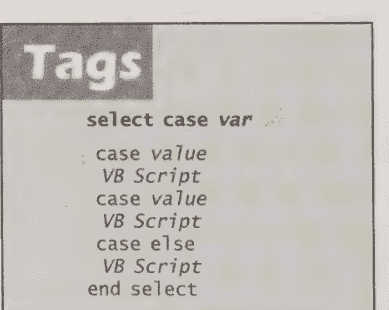 Tags
select case var
case value
VB Script
case value
VB Script
case else
VB Script
end select